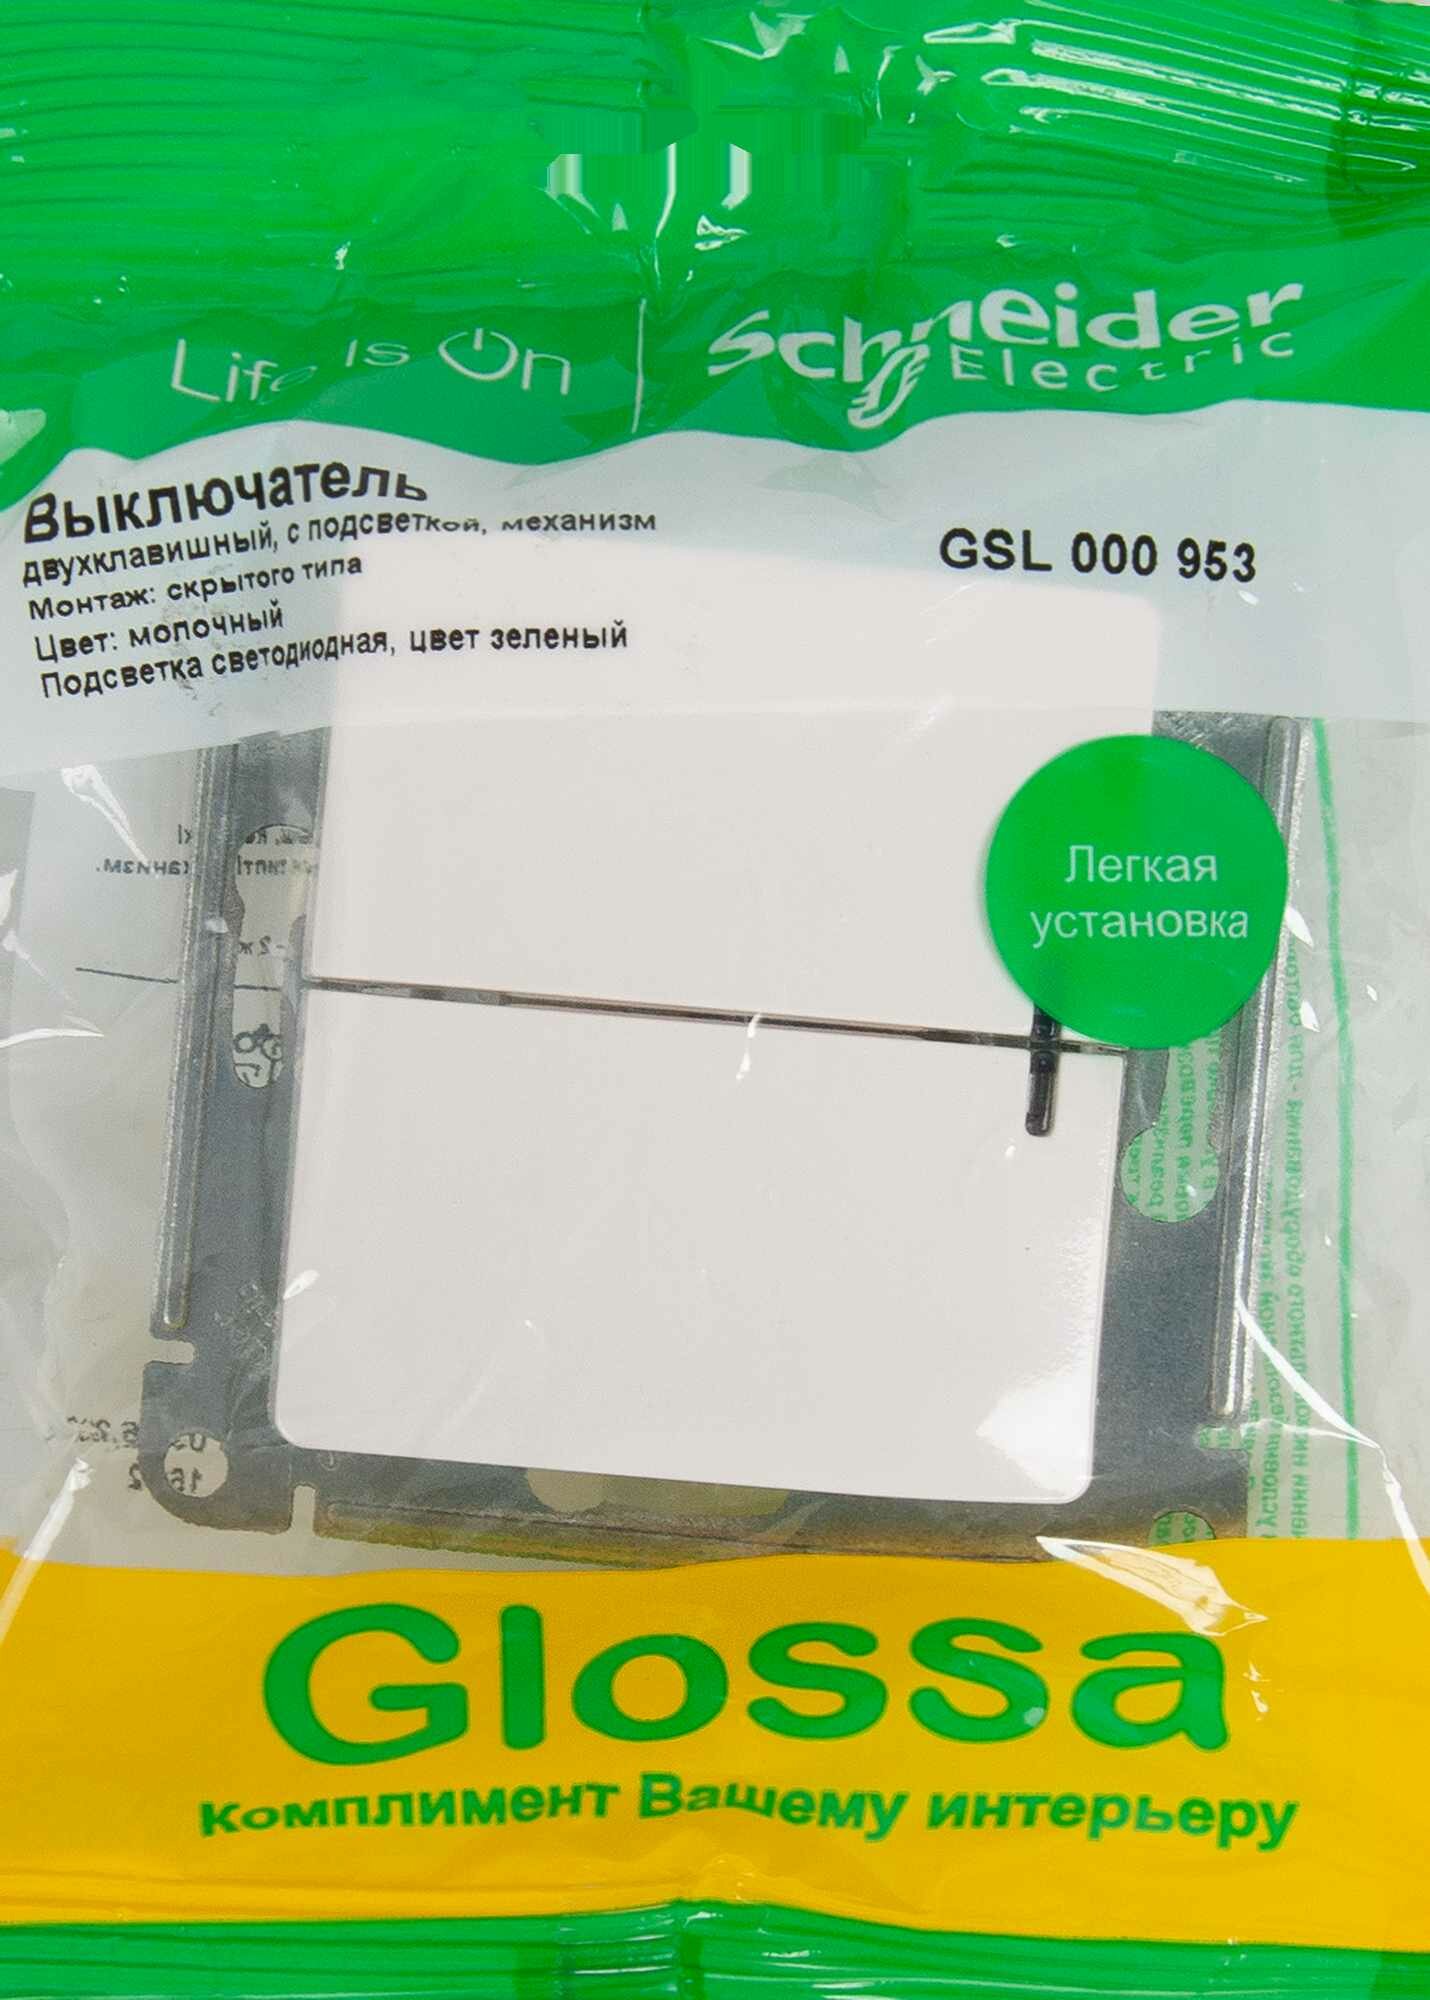 Life Is On
Schneider
Electric
Выключатель
двухклавишный, с подсветкой, механизм
Монтаж: скрытого типа
Цвет: молочный
Подсветка светодиодная, цвет зеленый
GSL 000 953
Легкая
установка
Glossa
Комплимент Вашему интерьеру